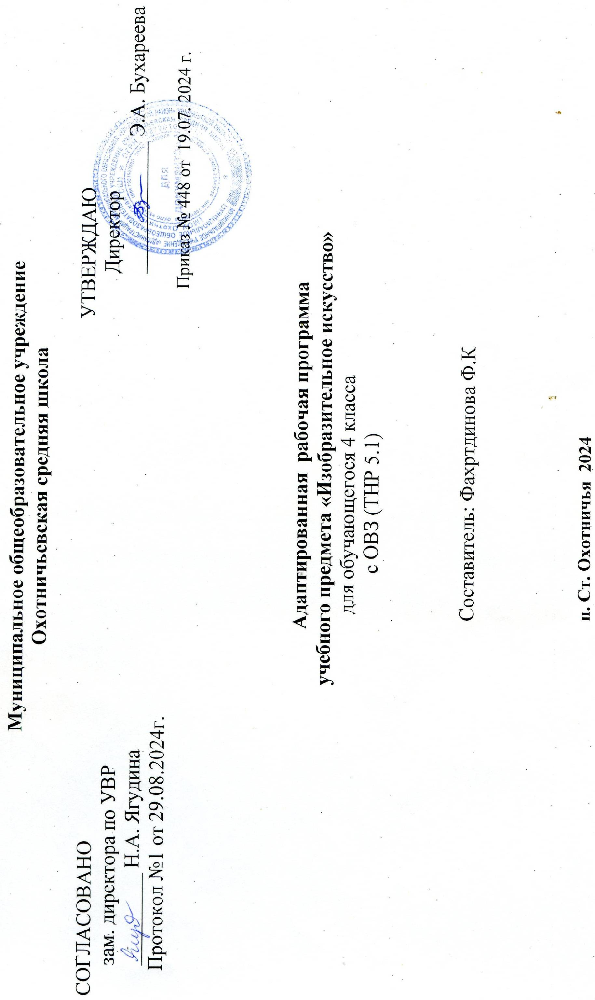 Муниципальное общеобразовательное учреждение
Охотничьевская средняя школа
СОГЛАСОВАНО
зам. директора по УВР
Н.А. Ягудина
Протокол №1 от 29.08.2024г.
УТВЕРЖДАЮ
Директор
Э.А. Бухареева
Приказ № 448 от 19.07. 2024 г.
для
Адаптированная рабочая программа
учебного предмета «Изобразительное искусство»
для обучающегося 4 класса
с ОВЗ (ТНР 5.1)
Составитель: Фахртдинова Ф.К
п. Ст. Охотничья 2024